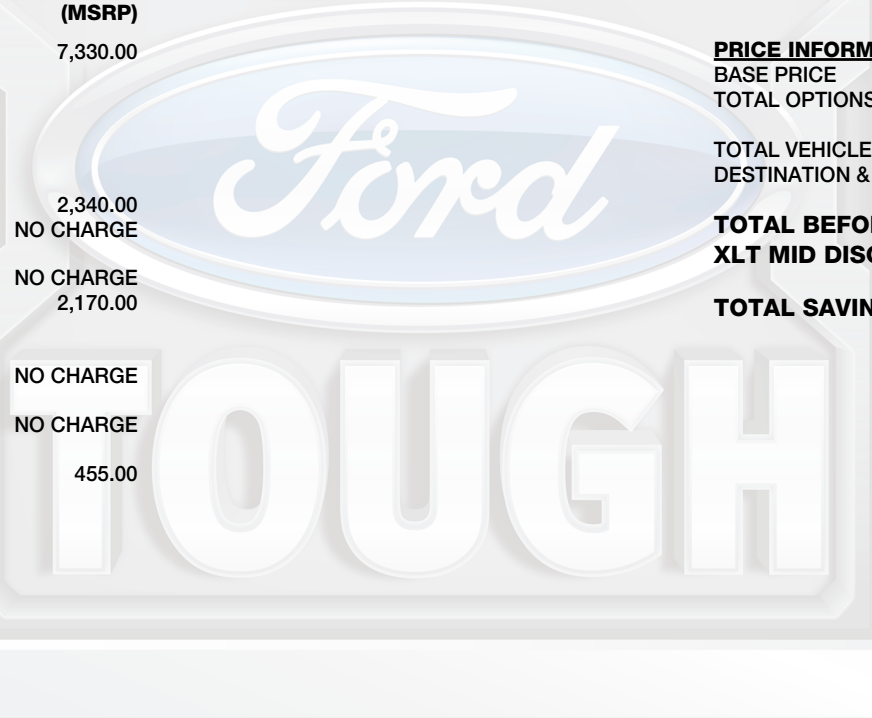 (MSRP)
7,330.00
2,340.00
NO CHARGE
NO CHARGE
2,170.00
NO CHARGE
NO CHARGE
455.00
PRICE INFORM
BASE PRICE
TOTAL OPTIONS
TOTAL VEHICLE
DESTINATION &
TOTAL BEFO
XLT MID DISC
TOTAL SAVIN
Ford
TOUGH